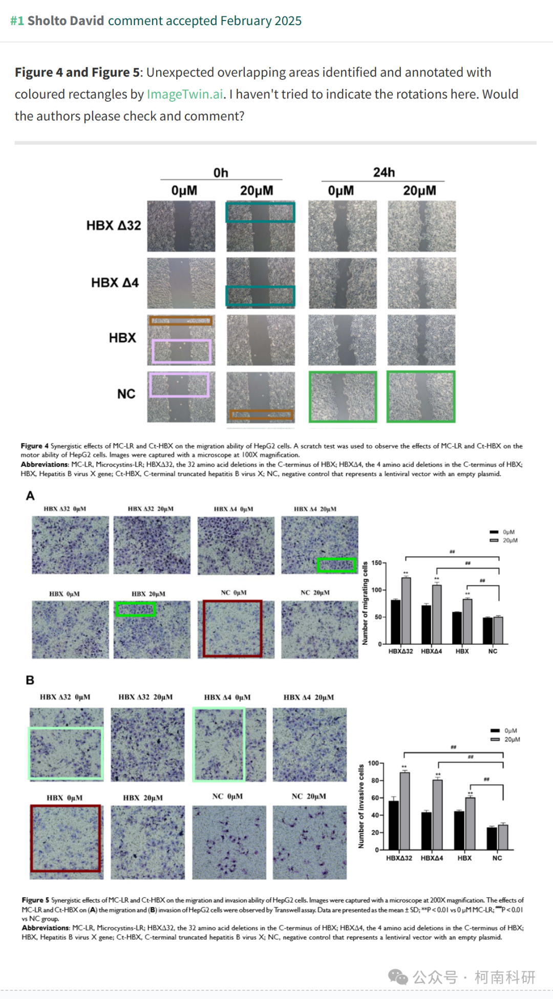 #1 Sholto David comment accepted February 2025
Figure 4 and Figure 5: Unexpected overlapping areas identified and annotated with
coloured rectangles by ImageTwin.ai. I haven't tried to indicate the rotations here. Would
the authors please check and comment?
0h 24h
0μM 20μM 0μM 20μM
HBX Δ32
HBX Δ4
HBX
NC
Figure 4 Synergistic effects of MC-LR and Ct-HBX on the migration ability of HepG2 cells. A scratch test was used to observe the effects of MC-LR and Ct-HBX on the
motor ability of HepG2 cells. Images were captured with a microscope at 100X magnification.
Abbreviations: MC-LR, Microcystins-LR; HBXΔ32, the 32 amino acid deletions in the C-terminus of HBX; HBXΔ4, the 4 amino acid deletions in the C-terminus of HBX;
HBX, Hepatitis B virus X gene; Ct-HBX, C-terminal truncated hepatitis B virus X; NC, negative control that represents a lentiviral vector with an empty plasmid.
A
HBX Δ32 0μM HBX Δ32 20μM HBX Δ4 0μM HBX Δ4 20μM
HBX 0μM HBX 20μM NC 0μM NC 20μM
0μM
20μM
##
##
##
** ** **
Number of migrating cells
150
100
50
0
HBXΔ32 HBXΔ4 HBX NC
B
HBX Δ32 0μM HBX Δ32 20μM HBX Δ4 0μM HBX Δ4 20μM
HBX 0μM HBX 20μM NC 0μM NC 20μM
0μM
20μM
##
##
##
** ** **
Number of invasive cells
100
80
60
40
20
0
HBXΔ32 HBXΔ4 HBX NC
Figure 5 Synergistic effects of MC-LR and Ct-HBX on the migration and invasion ability of HepG2 cells. Images were captured with a microscope at 200X magnification. The effects of
MC-LR and Ct-HBX on (A) the migration and (B) invasion of HepG2 cells were observed by Transwell assay. Data are presented as the mean ± SD; **P < 0.01 vs 0 μM MC-LR; P < 0.01
vs NC group.
Abbreviations: MC-LR, Microcystins-LR; HBXΔ32, the 32 amino acid deletions in the C-terminus of HBX; HBXΔ4, the 4 amino acid deletions in the C-terminus of HBX;
HBX, Hepatitis B virus X gene; Ct-HBX, C-terminal truncated hepatitis B virus X; NC, negative control that represents a lentiviral vector with an empty plasmid.
公众号 · 柯南科研